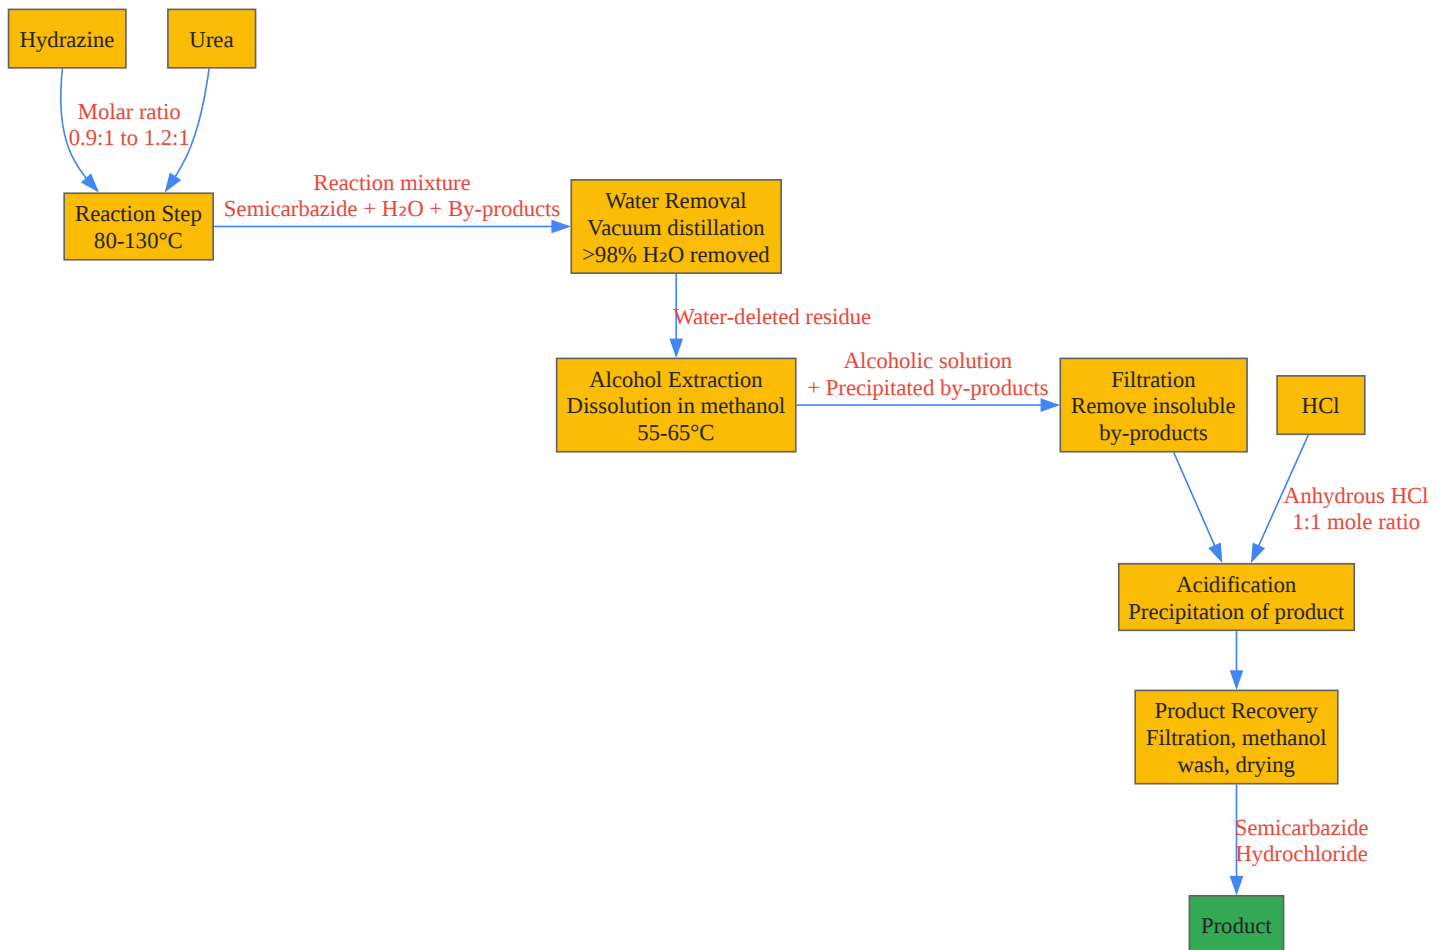 Hydrazine
Urea
Molar ratio
0.9:1 to 1.2:1
Reaction Step
80-130°C
Reaction mixture
Semicarbazide + H₂O + By-products
Water Removal
Vacuum distillation
>98% H₂O removed
Water-deleted residue
Alcohol Extraction
Dissolution in methanol
55-65°C
Alcoholic solution
+ Precipitated by-products
Filtration
Remove insoluble
by-products
HCl
Anhydrous HCl
1:1 mole ratio
Acidification
Precipitation of product
Product Recovery
Filtration, methanol
wash, drying
Semicarbazide
Hydrochloride
Product